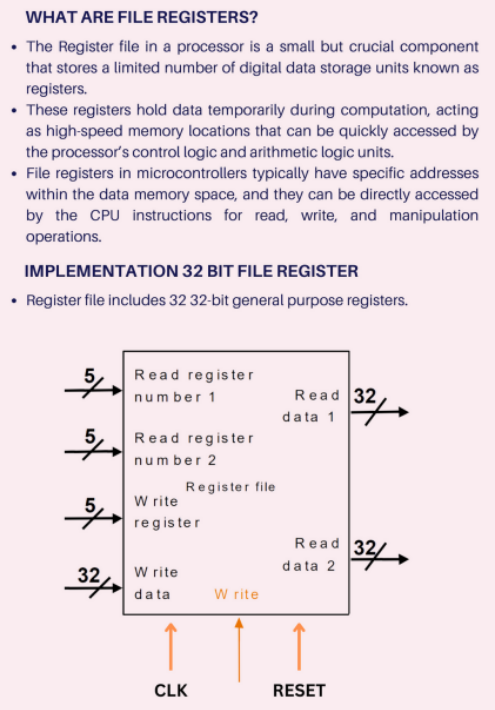 WHAT ARE FILE REGISTERS?
• The Register file in a processor is a small but crucial component
that stores a limited number of digital data storage units known as
registers.
• These registers hold data temporarily during computation, acting
as high-speed memory locations that can be quickly accessed by
the processor's control logic and arithmetic logic units.
• File registers in microcontrollers typically have specific addresses
within the data memory space, and they can be directly accessed
by the CPU instructions for read, write, and manipulation
operations.
IMPLEMENTATION 32 BIT FILE REGISTER
• Register file includes 32 32-bit general purpose registers.
5
Read register
number 1
Read
data 1
32
5
Read register
number 2
Register file
5
Write
register
Read
data 2
32
32
Write
data
Write
CLK
RESET